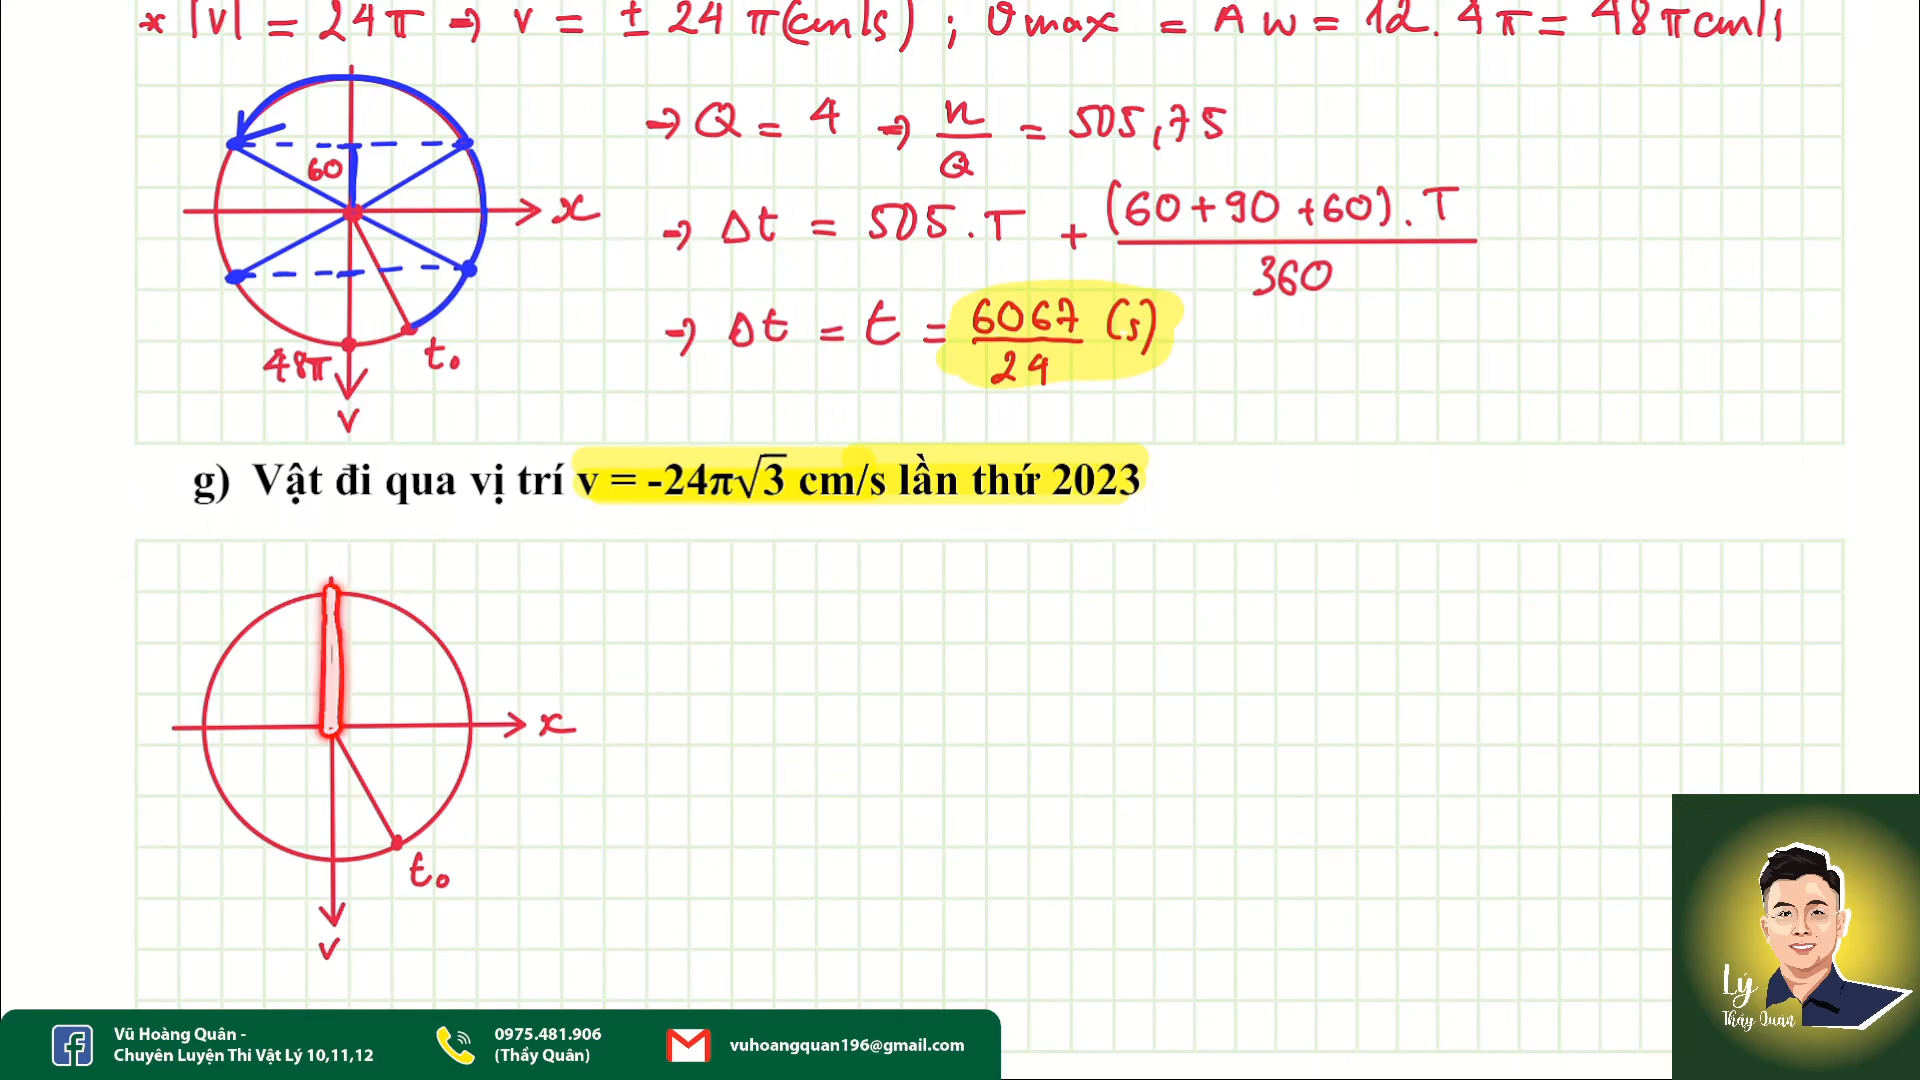 * |v| = 24π ⇒ v = ± 24 π(cm/s) ; vmax = Aω = 12. 4π = 48π cm/s
⇒ Q = 4 ⇒ n/Q = 505,75
⇒ Δt = 505.T + (60+90+60).T/360
⇒ Δt = t = 6067/24 (s)
60
x
48π
t₀
v
g) Vật đi qua vị trí v = -24π√3 cm/s lần thứ 2023
x
t₀
v
Lý
Thầy Quân
Vũ Hoàng Quân -
Chuyên Luyện Thi Vật Lý 10,11,12
0975.481.906
(Thầy Quân)
vuhoangquan196@gmail.com